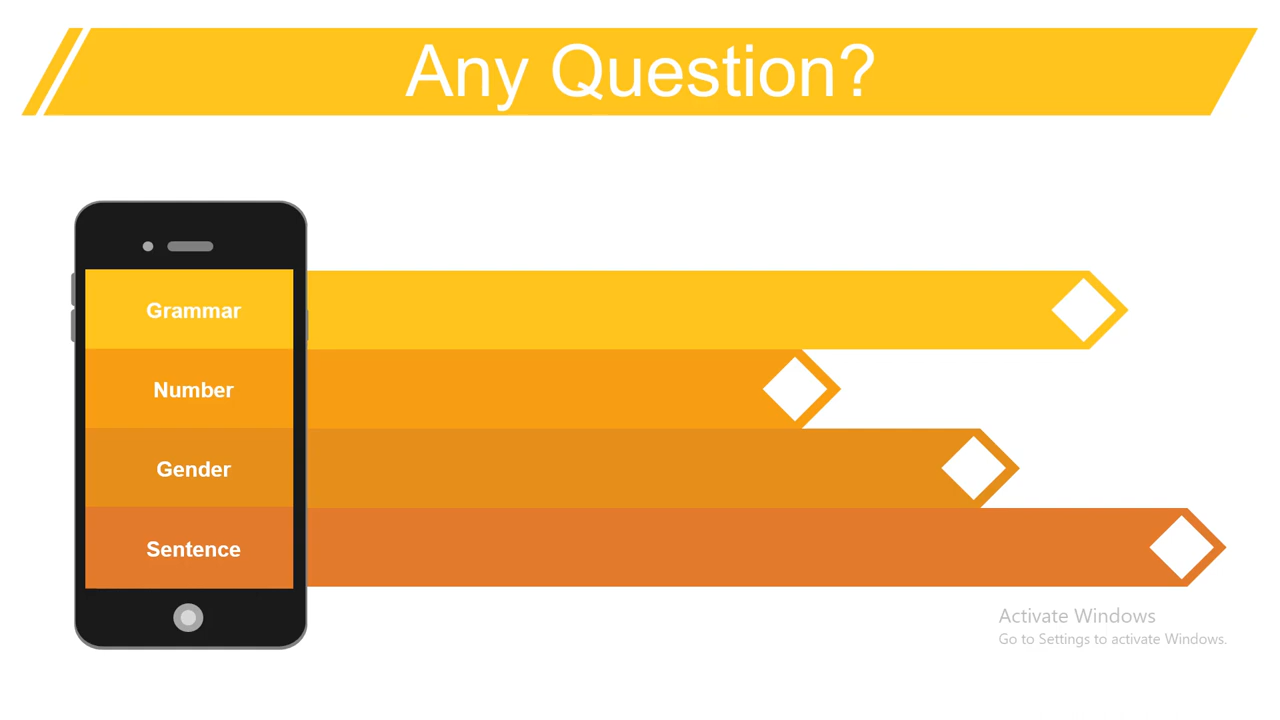 Any Question?
Grammar
Number
Gender
Sentence
Activate Windows
Go to Settings to activate Windows.